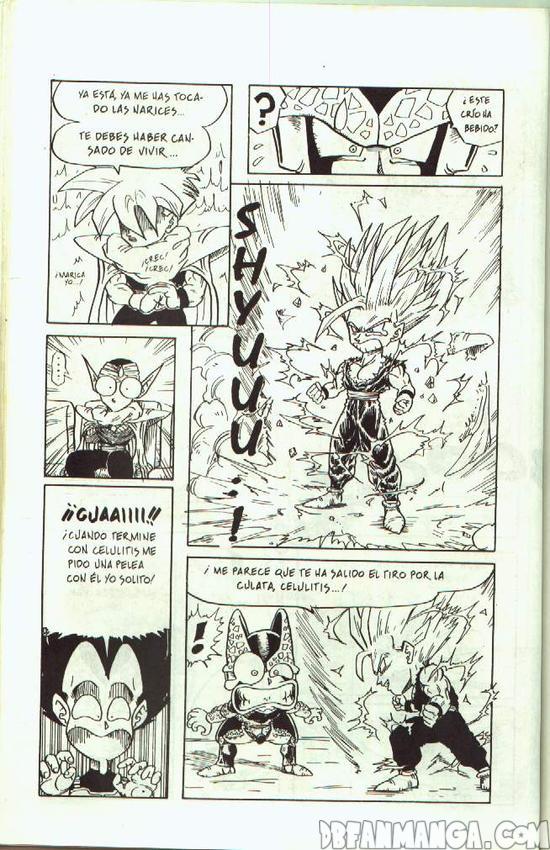 YA ESTÁ, YA ME HAS TOCA-
DO LAS NARICES...
TE DEBES HABER CAN-
SADO DE VIVIR...
¡CREC!
¡CREC!
¡MARICA
YO...!
?
¿ESTE
CRÍO HA
BEBIDO?
SHYUUU...!
......
¡¡GUAAIIII!!
¡CUANDO TERMINE
CON CELULITIS ME
PIDO UNA PELEA
CON ÉL YO SOLITO!
¡ME PARECE QUE TE HA SALIDO EL TIRO POR LA
CULATA, CELULITIS...!
!
DBFANMANGA.COM